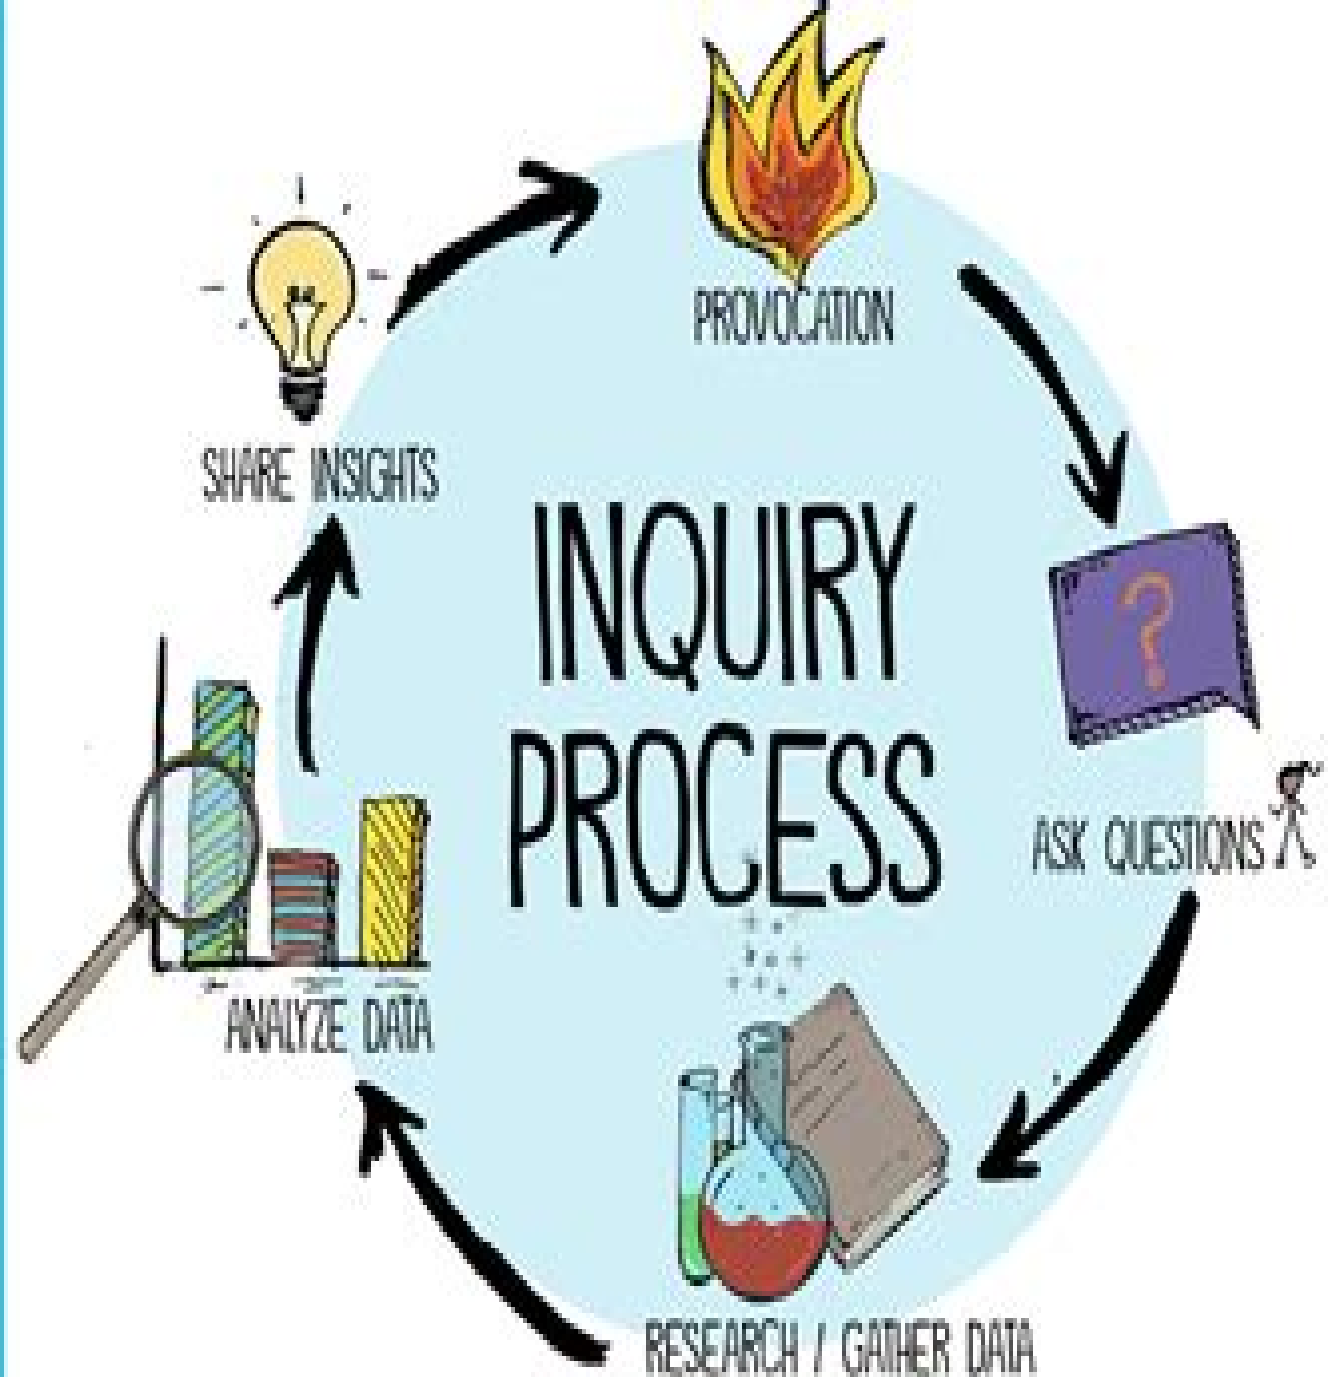 PROVOCATION
SHARE INSIGHTS
INQUIRY
PROCESS
?
ASK QUESTIONS
ANALYZE DATA
RESEARCH / GATHER DATA